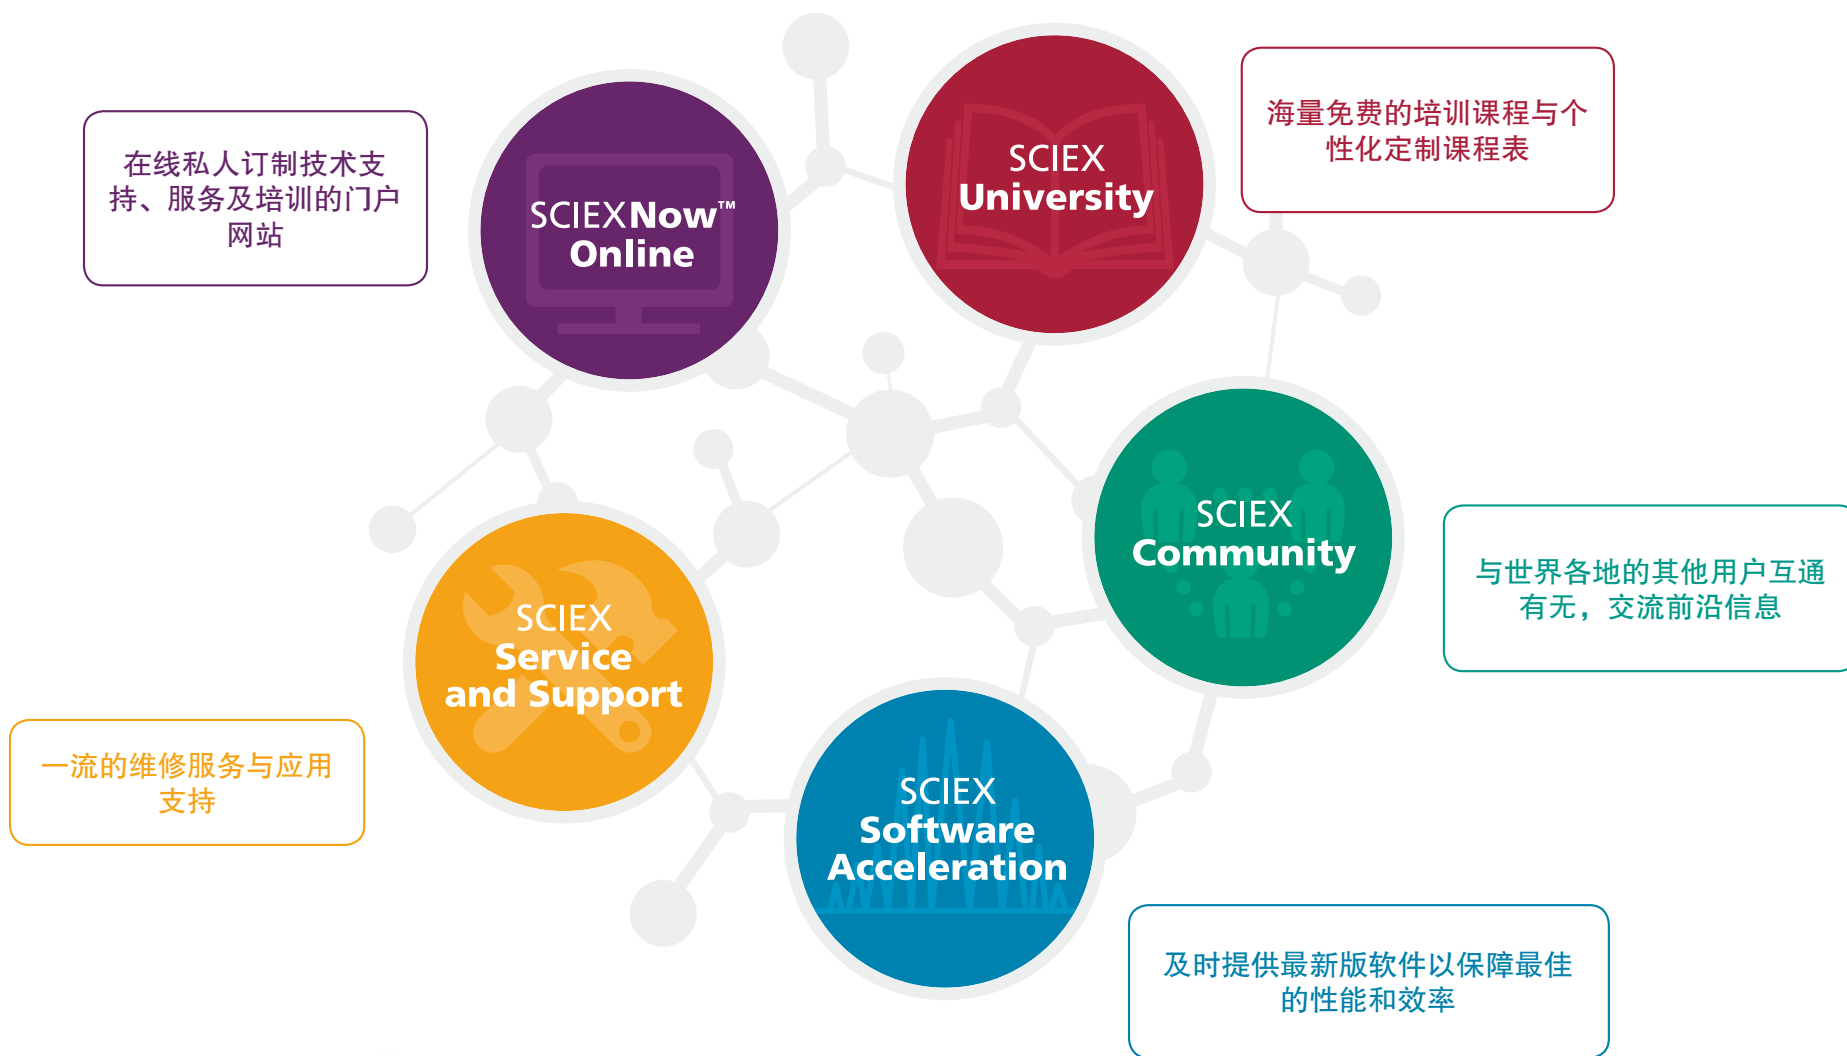 在线私人订制技术支
持、服务及培训的门户
网站
SCIEXNow™
Online
SCIEX
University
海量免费的培训课程与个
性化定制课程表
SCIEX
Community
与世界各地的其他用户互通
有无，交流前沿信息
SCIEX
Service
and Support
一流的维修服务与应用
支持
SCIEX
Software
Acceleration
及时提供最新版软件以保障最佳
的性能和效率